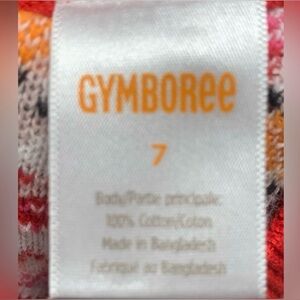 GYMBOREE
7
Body/Partie principale:
100% Cotton/Coton
Made in Bangladesh
Fabriqué au Bangladesh